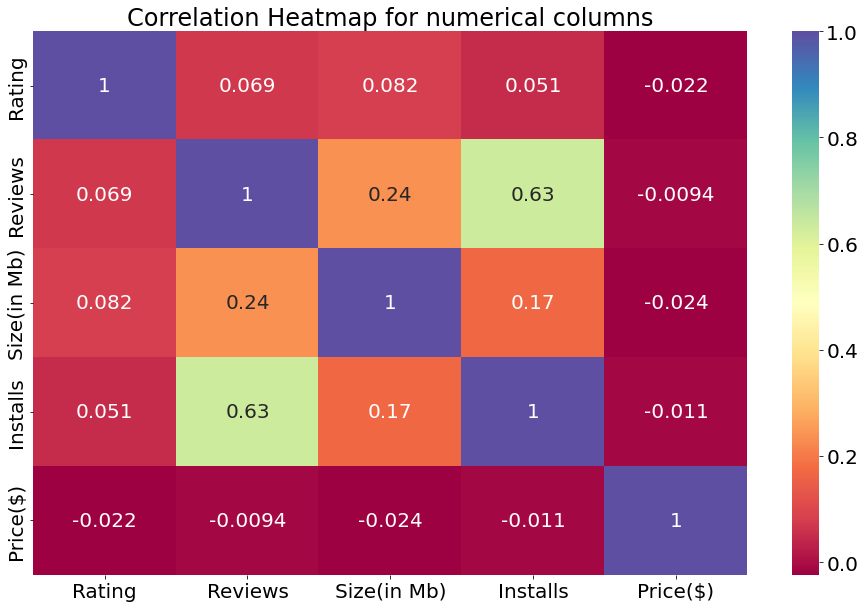 Correlation Heatmap for numerical columns
Rating 1 0.069 0.082 0.051 -0.022
Reviews 0.069 1 0.24 0.63 -0.0094
Size(in Mb) 0.082 0.24 1 0.17 -0.024
Installs 0.051 0.63 0.17 1 -0.011
Price($) -0.022 -0.0094 -0.024 -0.011 1
Rating Reviews Size(in Mb) Installs Price($)
1.0
0.8
0.6
0.4
0.2
0.0